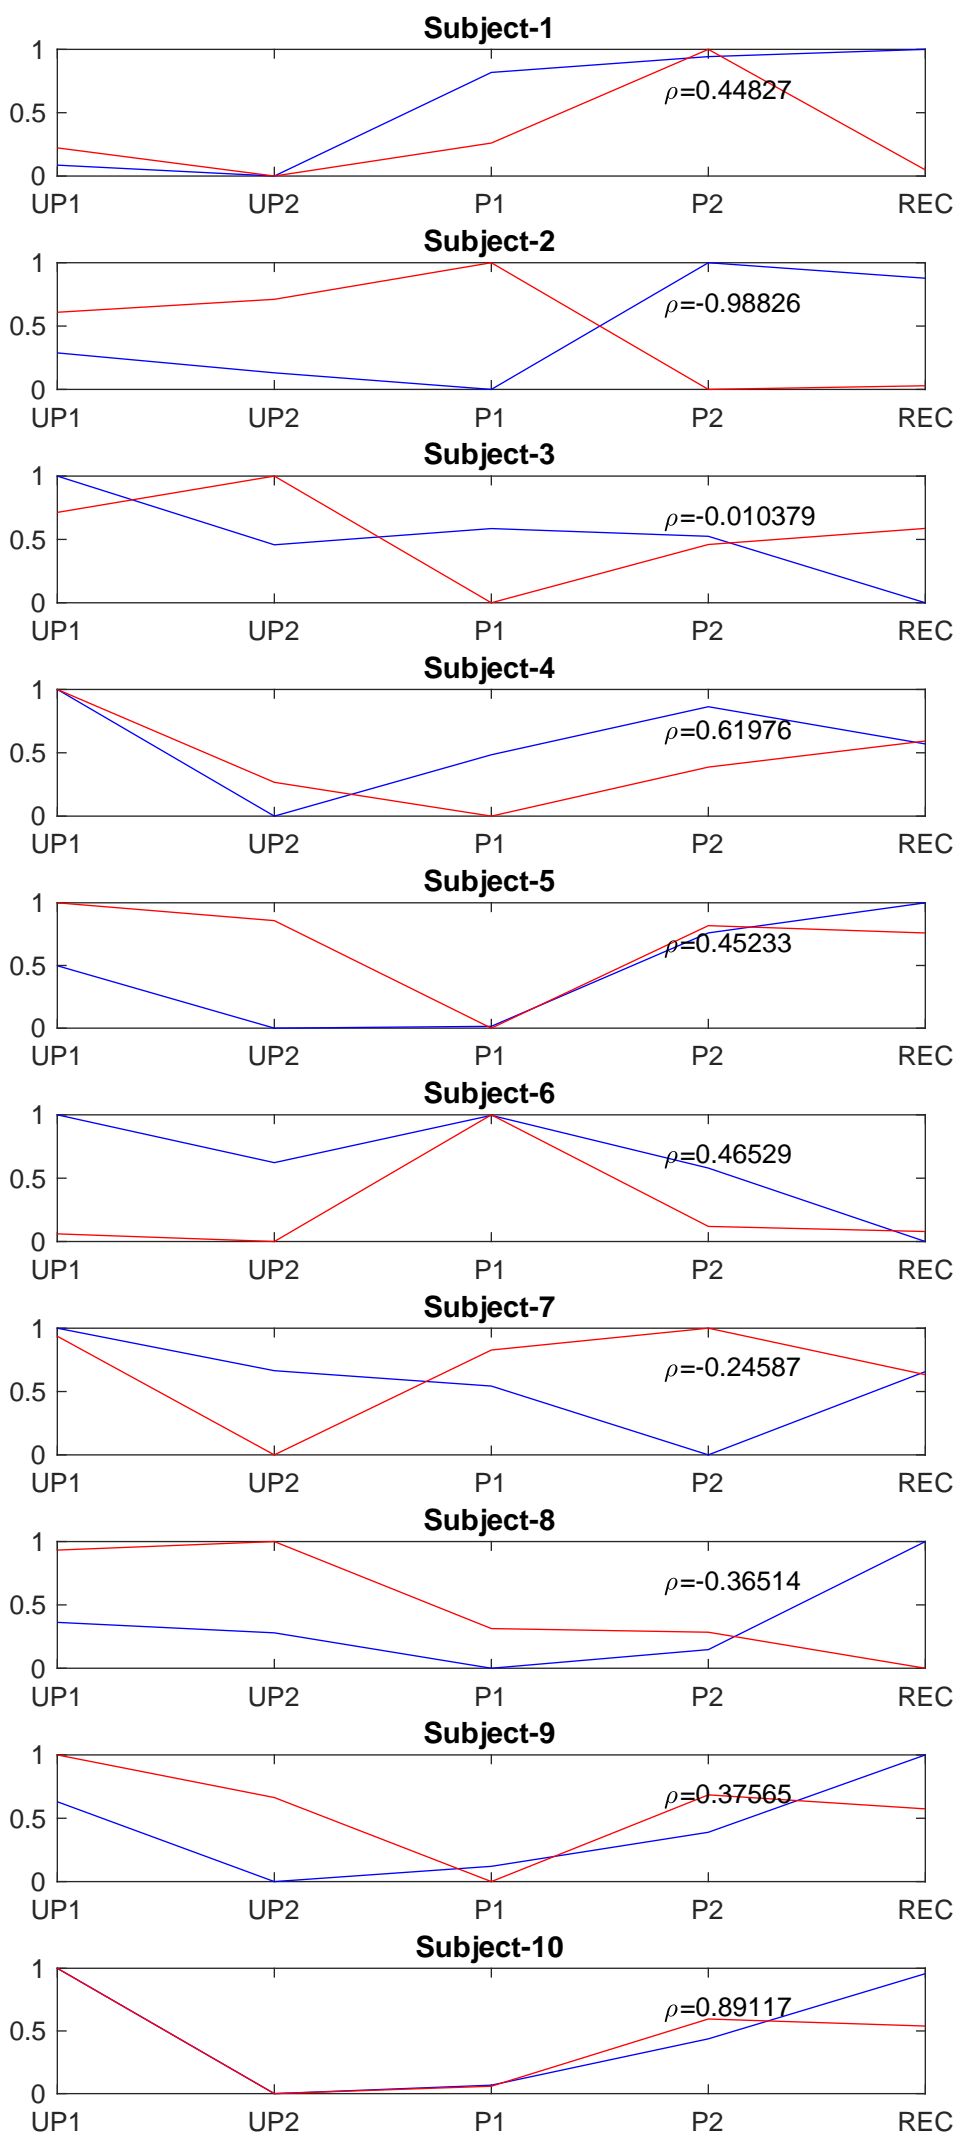 Subject-1
1
ρ=0.44827
0.5
0
UP1 UP2 P1 P2 REC
Subject-2
1
ρ=-0.98826
0.5
0
UP1 UP2 P1 P2 REC
Subject-3
1
ρ=-0.010379
0.5
0
UP1 UP2 P1 P2 REC
Subject-4
1
ρ=0.61976
0.5
0
UP1 UP2 P1 P2 REC
Subject-5
1
ρ=0.45233
0.5
0
UP1 UP2 P1 P2 REC
Subject-6
1
ρ=0.46529
0.5
0
UP1 UP2 P1 P2 REC
Subject-7
1
ρ=-0.24587
0.5
0
UP1 UP2 P1 P2 REC
Subject-8
1
ρ=-0.36514
0.5
0
UP1 UP2 P1 P2 REC
Subject-9
1
ρ=0.37565
0.5
0
UP1 UP2 P1 P2 REC
Subject-10
1
ρ=0.89117
0.5
0
UP1 UP2 P1 P2 REC